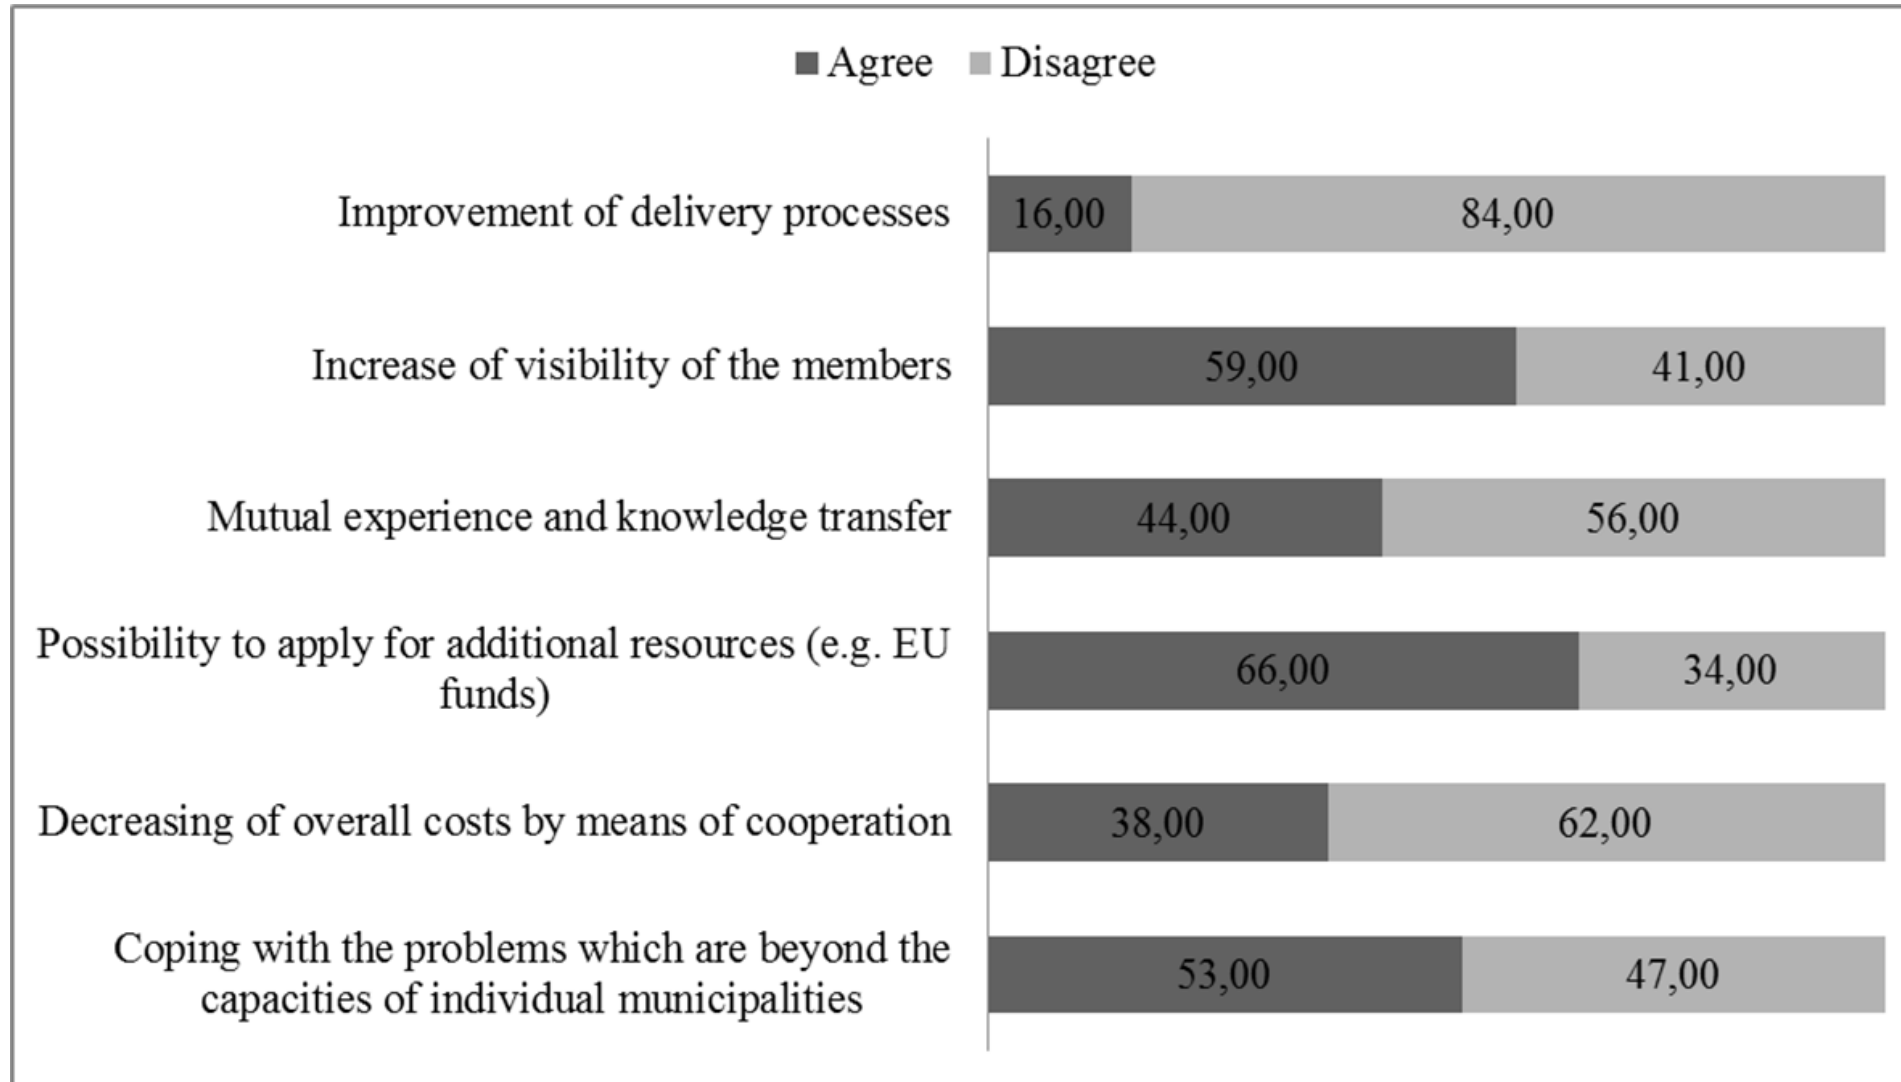 Agree Disagree
Improvement of delivery processes 16,00 84,00
Increase of visibility of the members 59,00 41,00
Mutual experience and knowledge transfer 44,00 56,00
Possibility to apply for additional resources (e.g. EU
funds) 66,00 34,00
Decreasing of overall costs by means of cooperation 38,00 62,00
Coping with the problems which are beyond the
capacities of individual municipalities 53,00 47,00